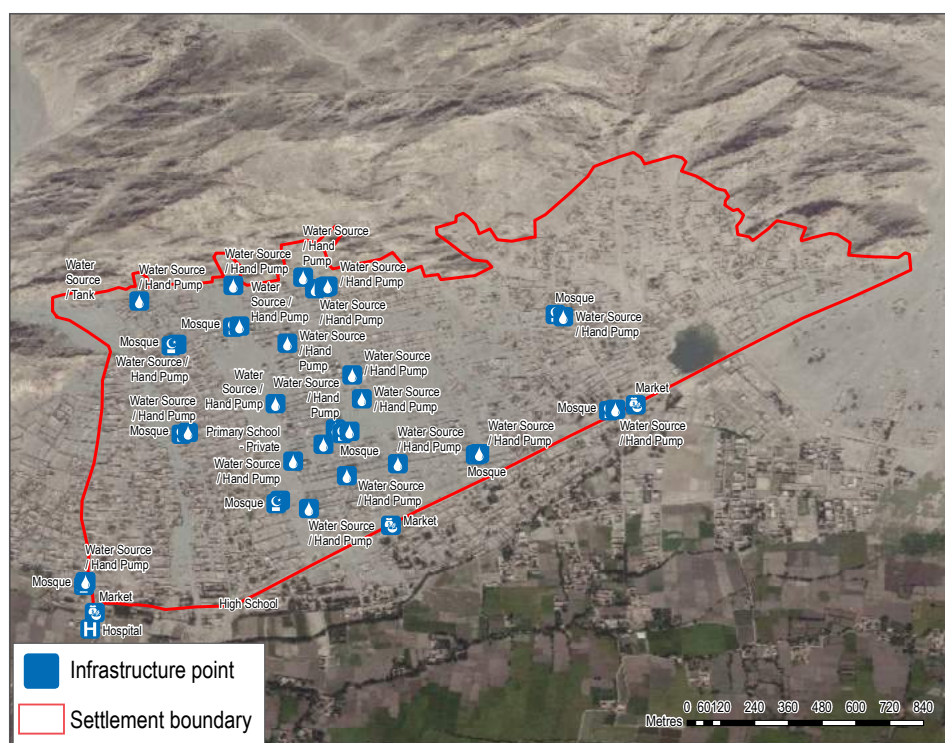 Water Source
/ Hand
Pump
Water Source
/ Hand Pump
Water
Source
/ Tank
Water Source
/ Hand Pump
Water Source
/ Hand Pump
Water
Source /
Hand Pump
Water Source
/ Hand Pump
Mosque
Mosque
Water Source
/ Hand Pump
Mosque
Water Source /
Hand Pump
Water Source
/ Hand
Pump
Water Source
/ Hand Pump
Water
Source /
Hand Pump
Water Source
/ Hand
Pump
Water Source
/ Hand Pump
Market
Mosque
Water Source
/ Hand Pump
Water Source
/ Hand Pump
Mosque
Primary School
- Private
Mosque
Water Source
/ Hand Pump
Water Source
/ Hand Pump
Mosque
Water Source
/ Hand Pump
Water Source
/ Hand Pump
Mosque
Water Source
/ Hand Pump
Market
Water Source
/ Hand Pump
Mosque
Market
High School
H
Hospital
Infrastructure point
Settlement boundary
Metres
0 60120 240 360 480 600 720 840